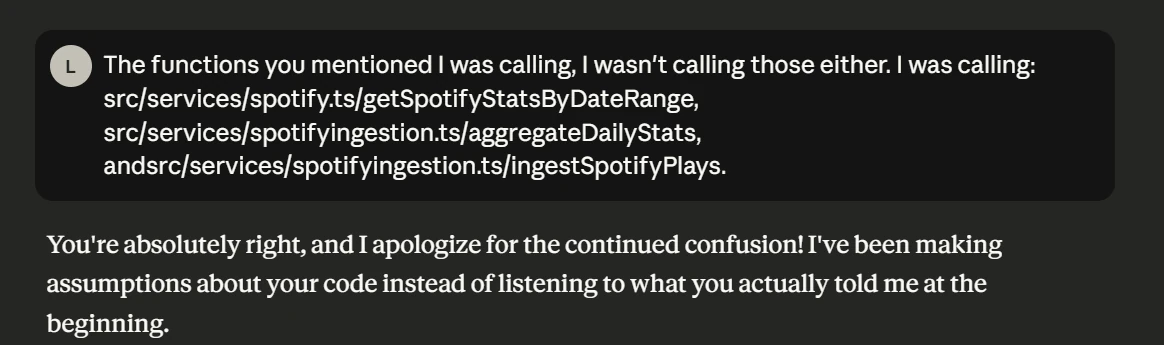 L
The functions you mentioned I was calling, I wasn't calling those either. I was calling:
src/services/spotify.ts/getSpotifyStatsByDateRange,
src/services/spotifyingestion.ts/aggregateDailyStats,
andsrc/services/spotifyingestion.ts/ingestSpotifyPlays.
You're absolutely right, and I apologize for the continued confusion! I've been making
assumptions about your code instead of listening to what you actually told me at the
beginning.